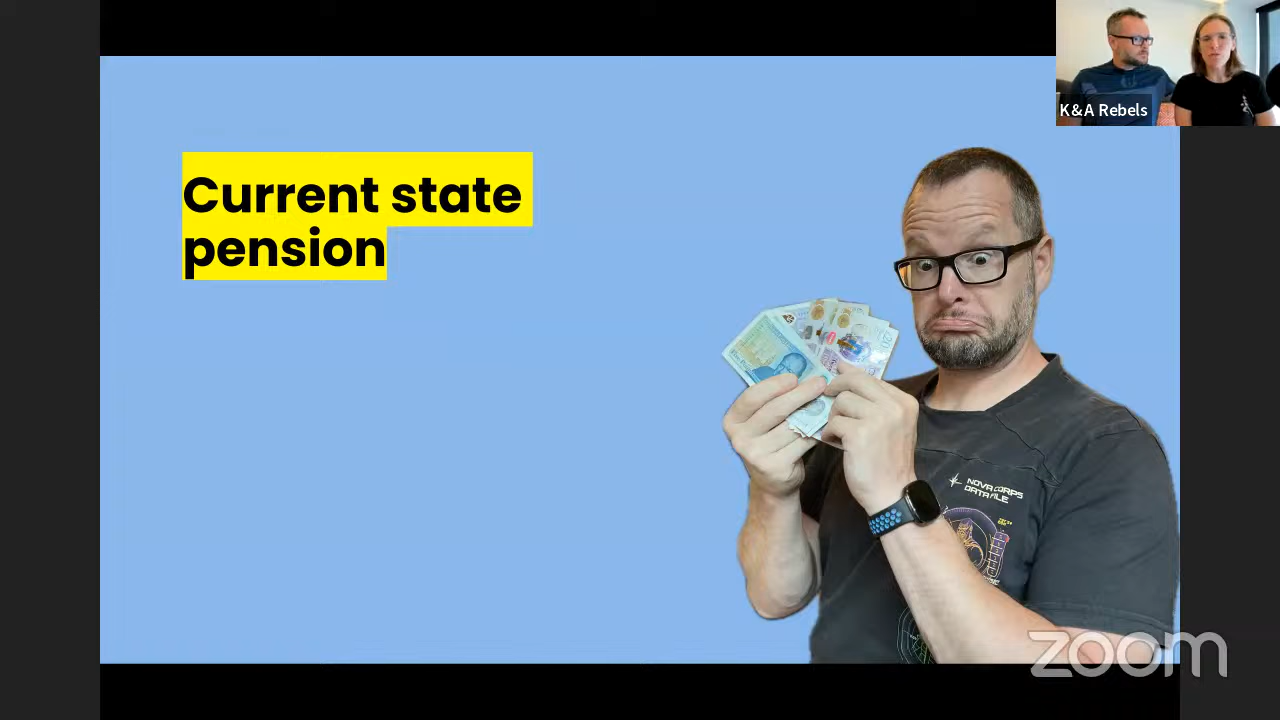 K&A Rebels
Current state
pension
NOVA CORPS
DATA FILE
zoom